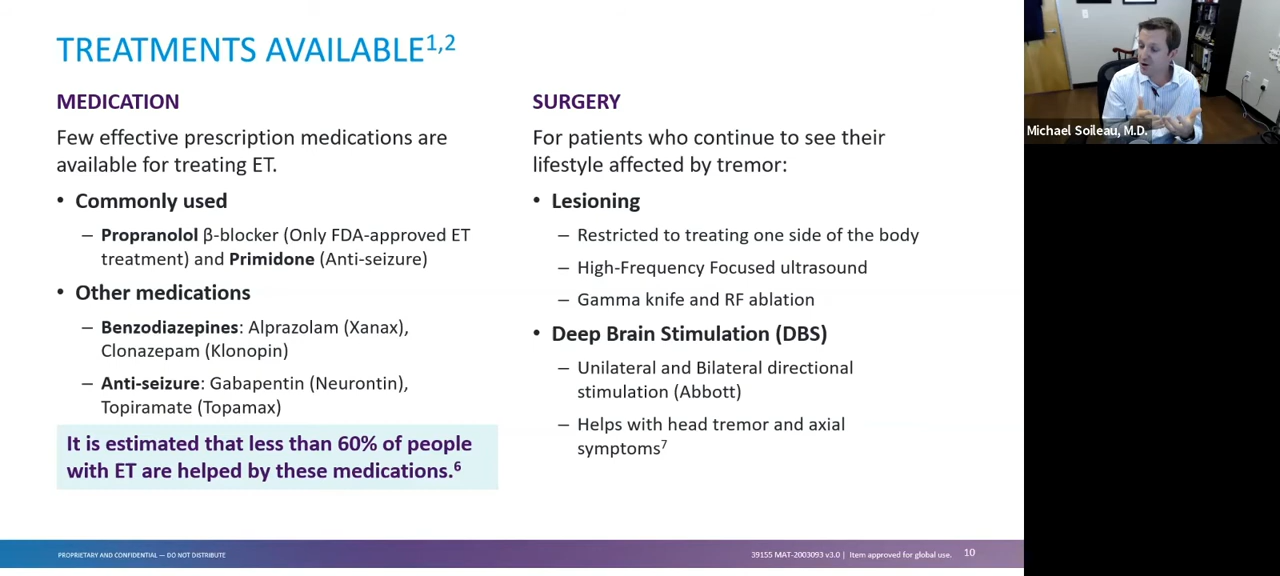 TREATMENTS AVAILABLE1,2
MEDICATION
Few effective prescription medications are
available for treating ET.
• Commonly used
– Propranolol β-blocker (Only FDA-approved ET
treatment) and Primidone (Anti-seizure)
• Other medications
– Benzodiazepines: Alprazolam (Xanax),
Clonazepam (Klonopin)
– Anti-seizure: Gabapentin (Neurontin),
Topiramate (Topamax)
It is estimated that less than 60% of people
with ET are helped by these medications.6
SURGERY
For patients who continue to see their
lifestyle affected by tremor:
• Lesioning
– Restricted to treating one side of the body
– High-Frequency Focused ultrasound
– Gamma knife and RF ablation
• Deep Brain Stimulation (DBS)
– Unilateral and Bilateral directional
stimulation (Abbott)
– Helps with head tremor and axial
symptoms7
Michael Soileau, M.D.
PROPRIETARY AND CONFIDENTIAL — DO NOT DISTRIBUTE
39155 MAT-2003093 v3.0 | Item approved for global use. 10